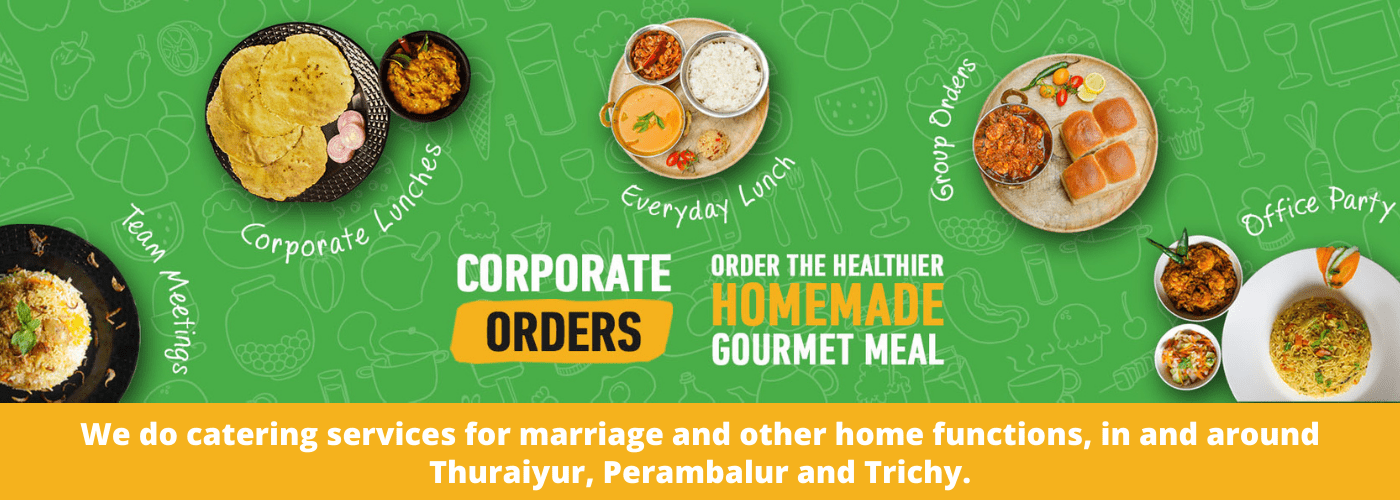 Team Meetings
Corporate Lunches
Everyday Lunch
Group Orders
Office Party
CORPORATE
ORDERS
ORDER THE HEALTHIER
HOMEMADE
GOURMET MEAL
We do catering services for marriage and other home functions, in and around
Thuraiyur, Perambalur and Trichy.